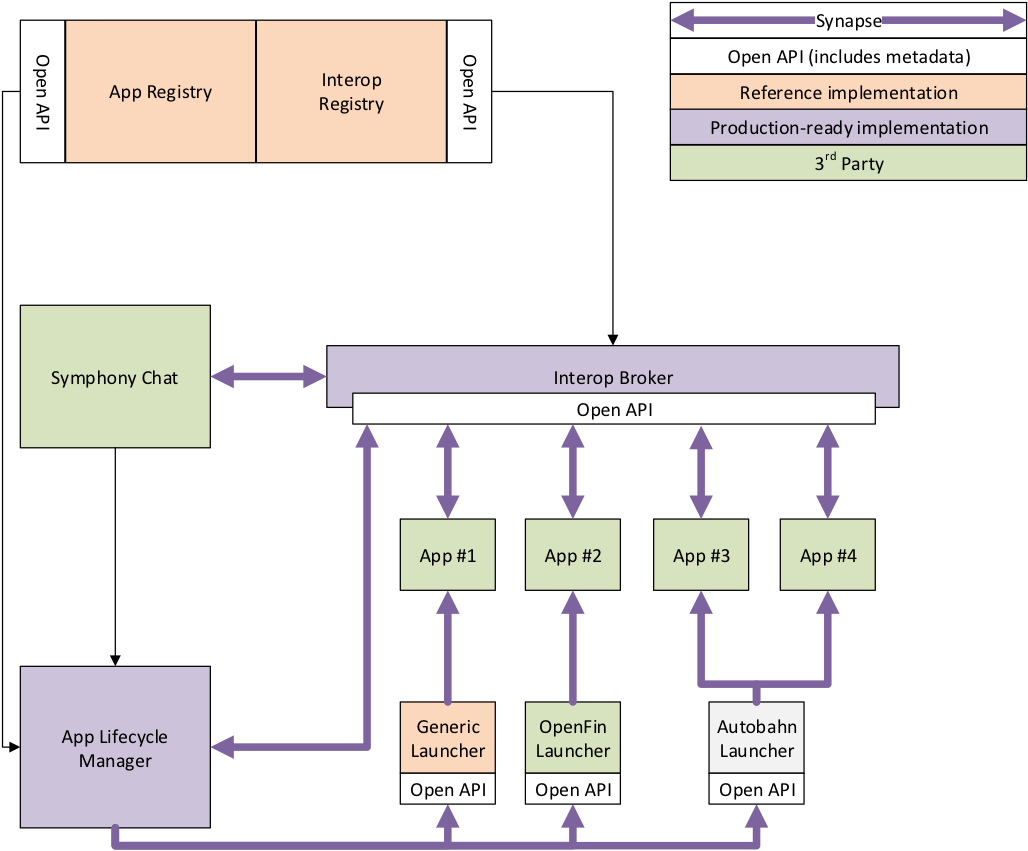 Synapse
Open API (includes metadata)
Reference implementation
Production-ready implementation
3rd Party
Open API
App Registry
Interop
Registry
Open API
Symphony Chat
Interop Broker
Open API
App #1
App #2
App #3
App #4
App Lifecycle
Manager
Generic
Launcher
Open API
OpenFin
Launcher
Open API
Autobahn
Launcher
Open API